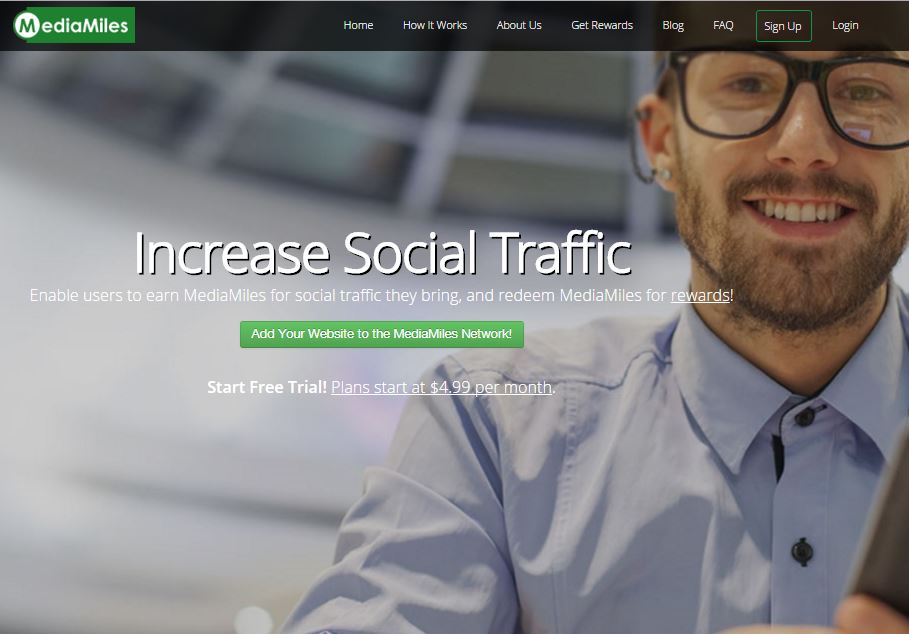 MediaMiles
Home How It Works About Us Get Rewards Blog FAQ Sign Up Login
Increase Social Traffic
Enable users to earn MediaMiles for social traffic they bring, and redeem MediaMiles for rewards!
Add Your Website to the MediaMiles Network!
Start Free Trial! Plans start at $4.99 per month.